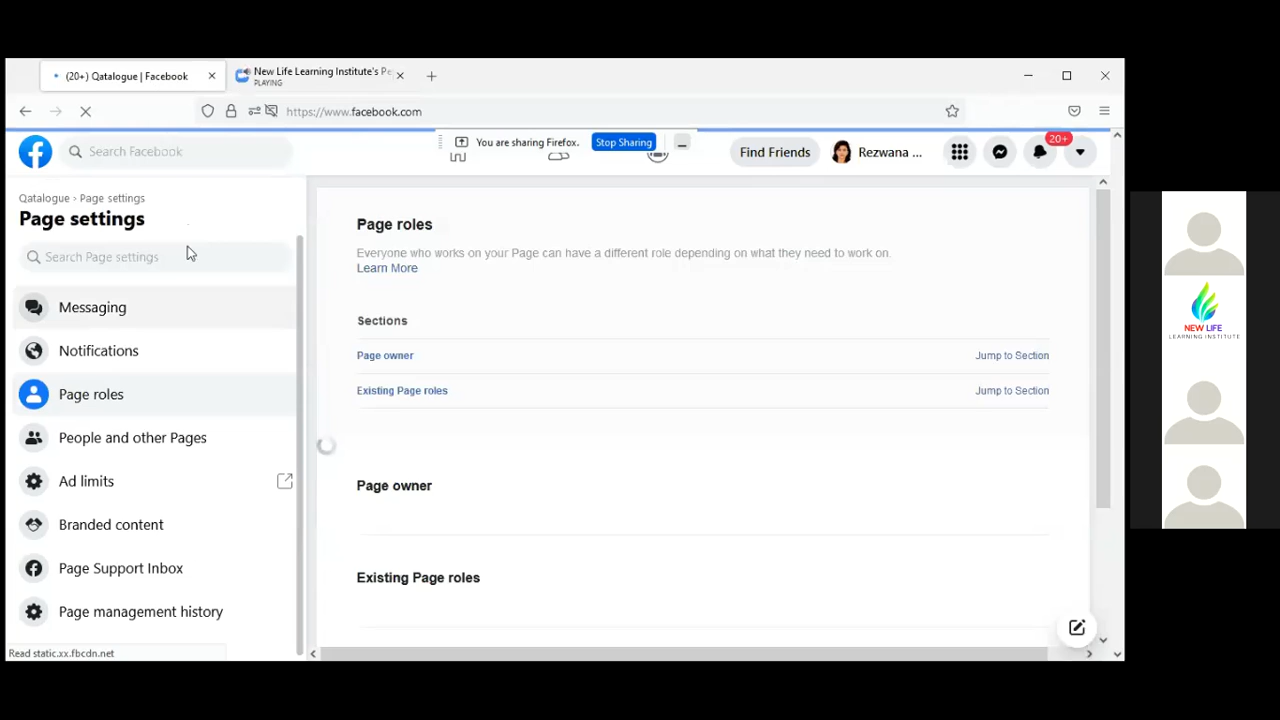 (20+) Qatalogue | Facebook
New Life Learning Institute's Pe
PLAYING
https://www.facebook.com
Search Facebook
You are sharing Firefox.
Stop Sharing
Find Friends
Rezwana ...
20+
Qatalogue › Page settings
Page settings
Search Page settings
Messaging
Notifications
Page roles
People and other Pages
Ad limits
Branded content
Page Support Inbox
Page management history
Read static.xx.fbcdn.net
Page roles
Everyone who works on your Page can have a different role depending on what they need to work on.
Learn More
Sections
Page owner
Jump to Section
Existing Page roles
Jump to Section
Page owner
Existing Page roles
NEW LIFE
LEARNING INSTITUTE